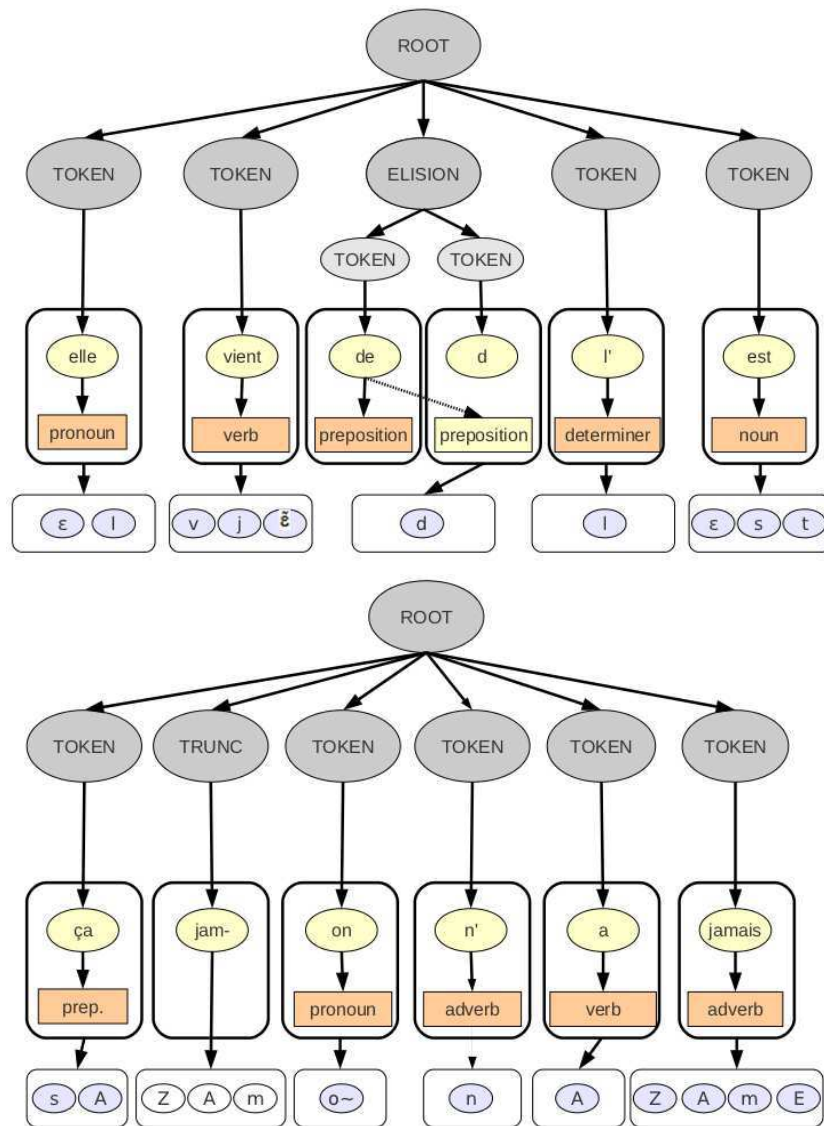 ROOT
TOKEN TOKEN ELISION TOKEN TOKEN
TOKEN TOKEN
elle vient de d l' est
pronoun verb preposition preposition determiner noun
ɛ l v j ɛ̃ d l ɛ s t
ROOT
TOKEN TRUNC TOKEN TOKEN TOKEN TOKEN
ça jam- on n' a jamais
prep. pronoun adverb verb adverb
s A Z A m o~ n A Z A m E